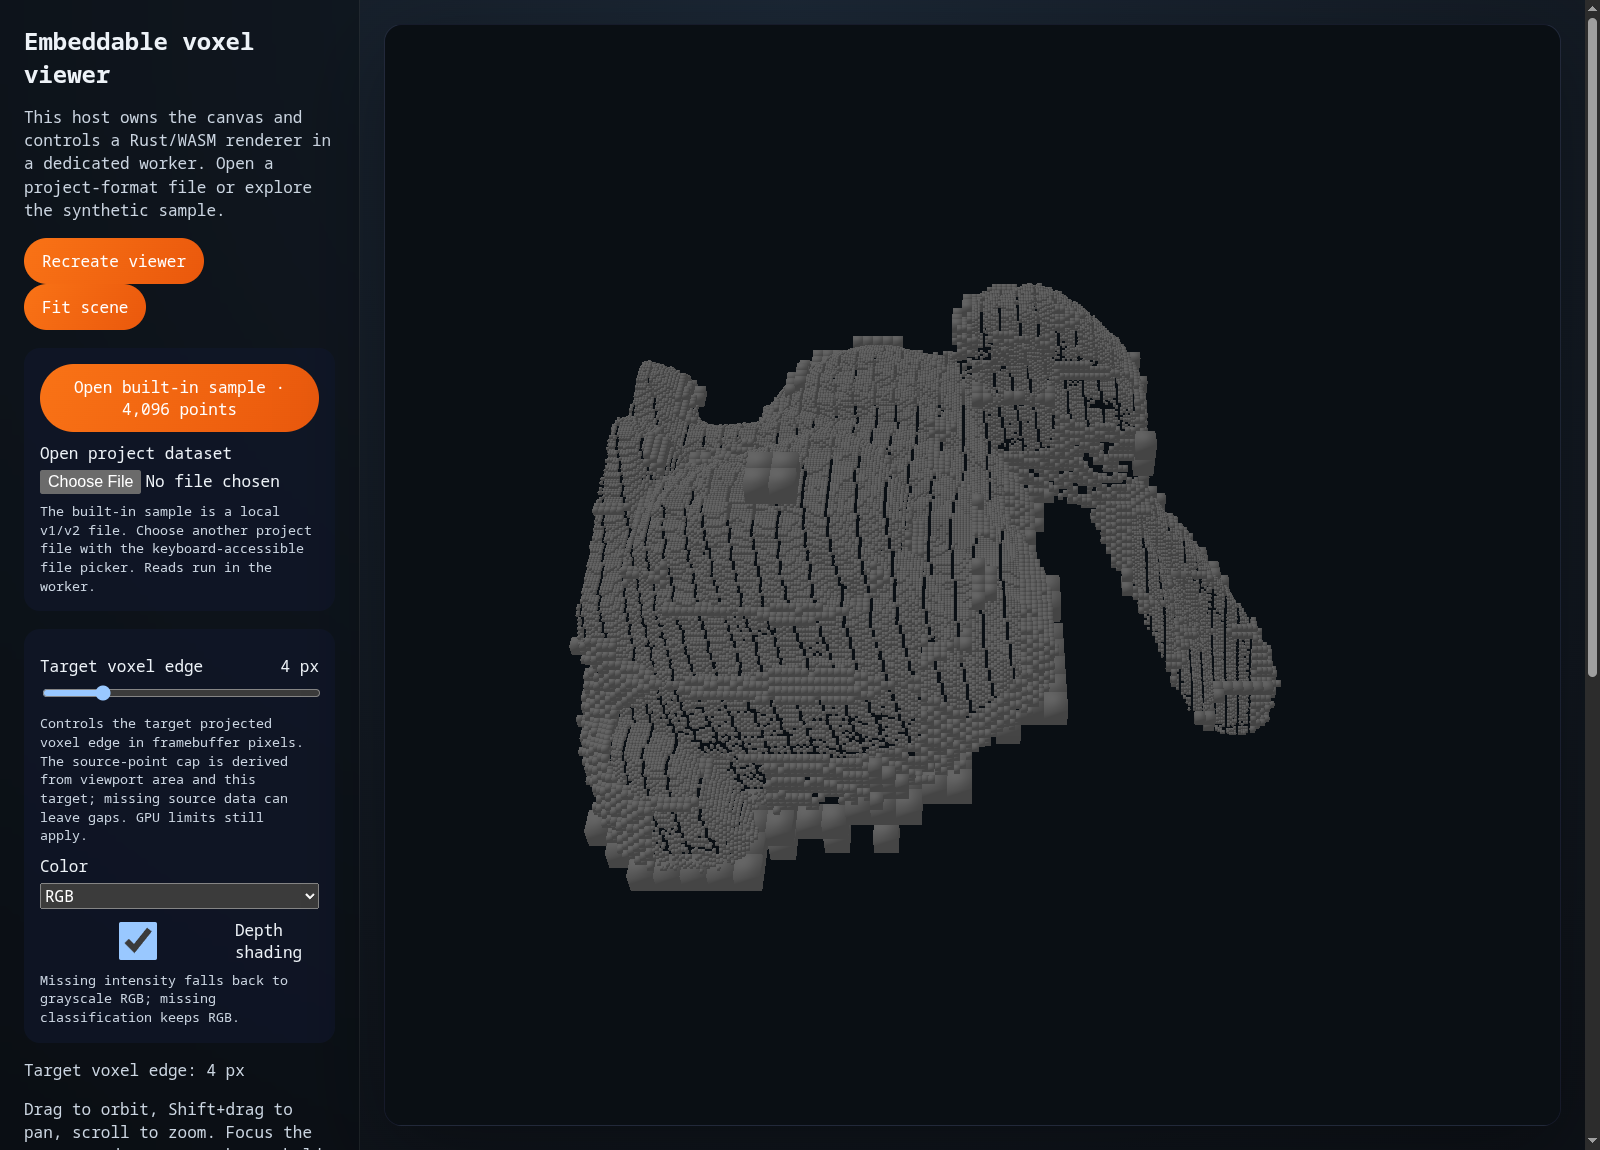 Embeddable voxel
viewer
This host owns the canvas and
controls a Rust/WASM renderer in
a dedicated worker. Open a
project-format file or explore
the synthetic sample.
Recreate viewer
Fit scene
Open built-in sample ·
4,096 points
Open project dataset
Choose File No file chosen
The built-in sample is a local
v1/v2 file. Choose another project
file with the keyboard-accessible
file picker. Reads run in the
worker.
Target voxel edge 4 px
Controls the target projected
voxel edge in framebuffer pixels.
The source-point cap is derived
from viewport area and this
target; missing source data can
leave gaps. GPU limits still
apply.
Color
RGB
Depth
shading
Missing intensity falls back to
grayscale RGB; missing
classification keeps RGB.
Target voxel edge: 4 px
Drag to orbit, Shift+drag to
pan, scroll to zoom. Focus the